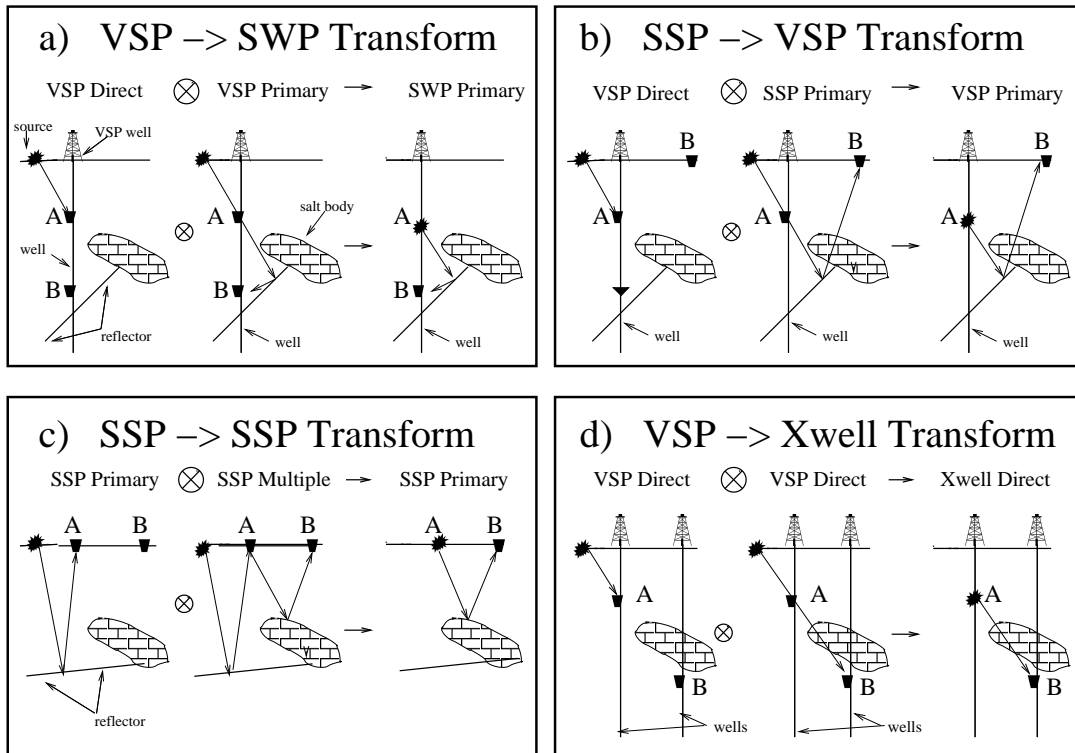 a) VSP –> SWP Transform
VSP Direct ⊗ VSP Primary → SWP Primary
source
VSP well
A
A
salt body
A
⊗
well
B
B
B
reflector
well
well
b) SSP –> VSP Transform
VSP Direct ⊗ SSP Primary → VSP Primary
B
B
B
A
A
A
⊗
well
well
well
c) SSP –> SSP Transform
SSP Primary ⊗ SSP Multiple → SSP Primary
A
B
A
B
A
B
⊗
reflector
d) VSP –> Xwell Transform
VSP Direct ⊗ VSP Direct → Xwell Direct
A
A
A
⊗
B
B
B
wells
wells